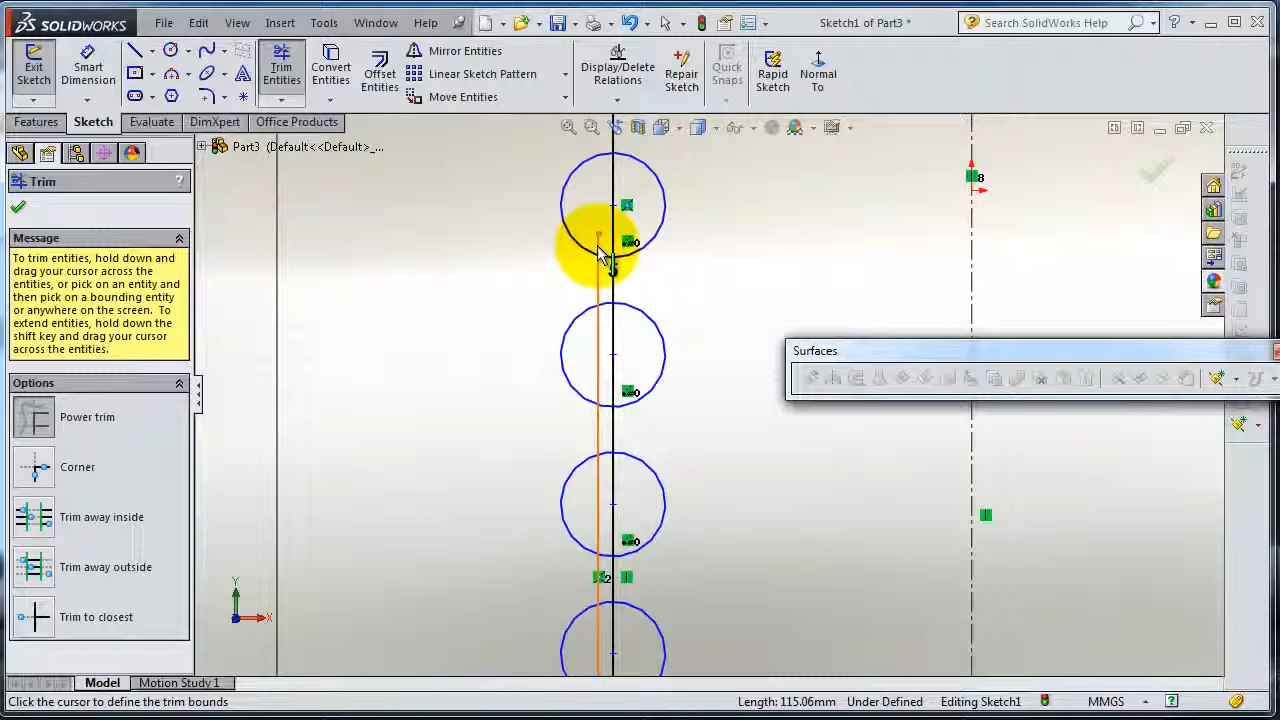 SOLIDWORKS
File Edit View Insert Tools Window Help
Sketch1 of Part3 *
Search SolidWorks Help
Exit Sketch
Smart Dimension
Trim Entities
Convert Entities
Offset Entities
Mirror Entities
Linear Sketch Pattern
Move Entities
Display/Delete Relations
Repair Sketch
Quick Snaps
Rapid Sketch
Normal To
Features Sketch Evaluate DimXpert Office Products
Part3 (Default<<Default>_...
Trim
?
Message
To trim entities, hold down and
drag your cursor across the
entities, or pick on an entity and
then pick on a bounding entity
or anywhere on the screen. To
extend entities, hold down the
shift key and drag your cursor
across the entities.
Options
Power trim
Corner
Trim away inside
Trim away outside
Trim to closest
8
Surfaces
2
Y
X
Model Motion Study 1
Click the cursor to define the trim bounds
Length: 115.06mm Under Defined Editing Sketch1 MMGS